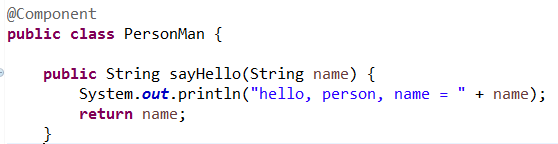 @Component
public class PersonMan {
public String sayHello(String name) {
System.out.println("hello, person, name = " + name);
return name;
}